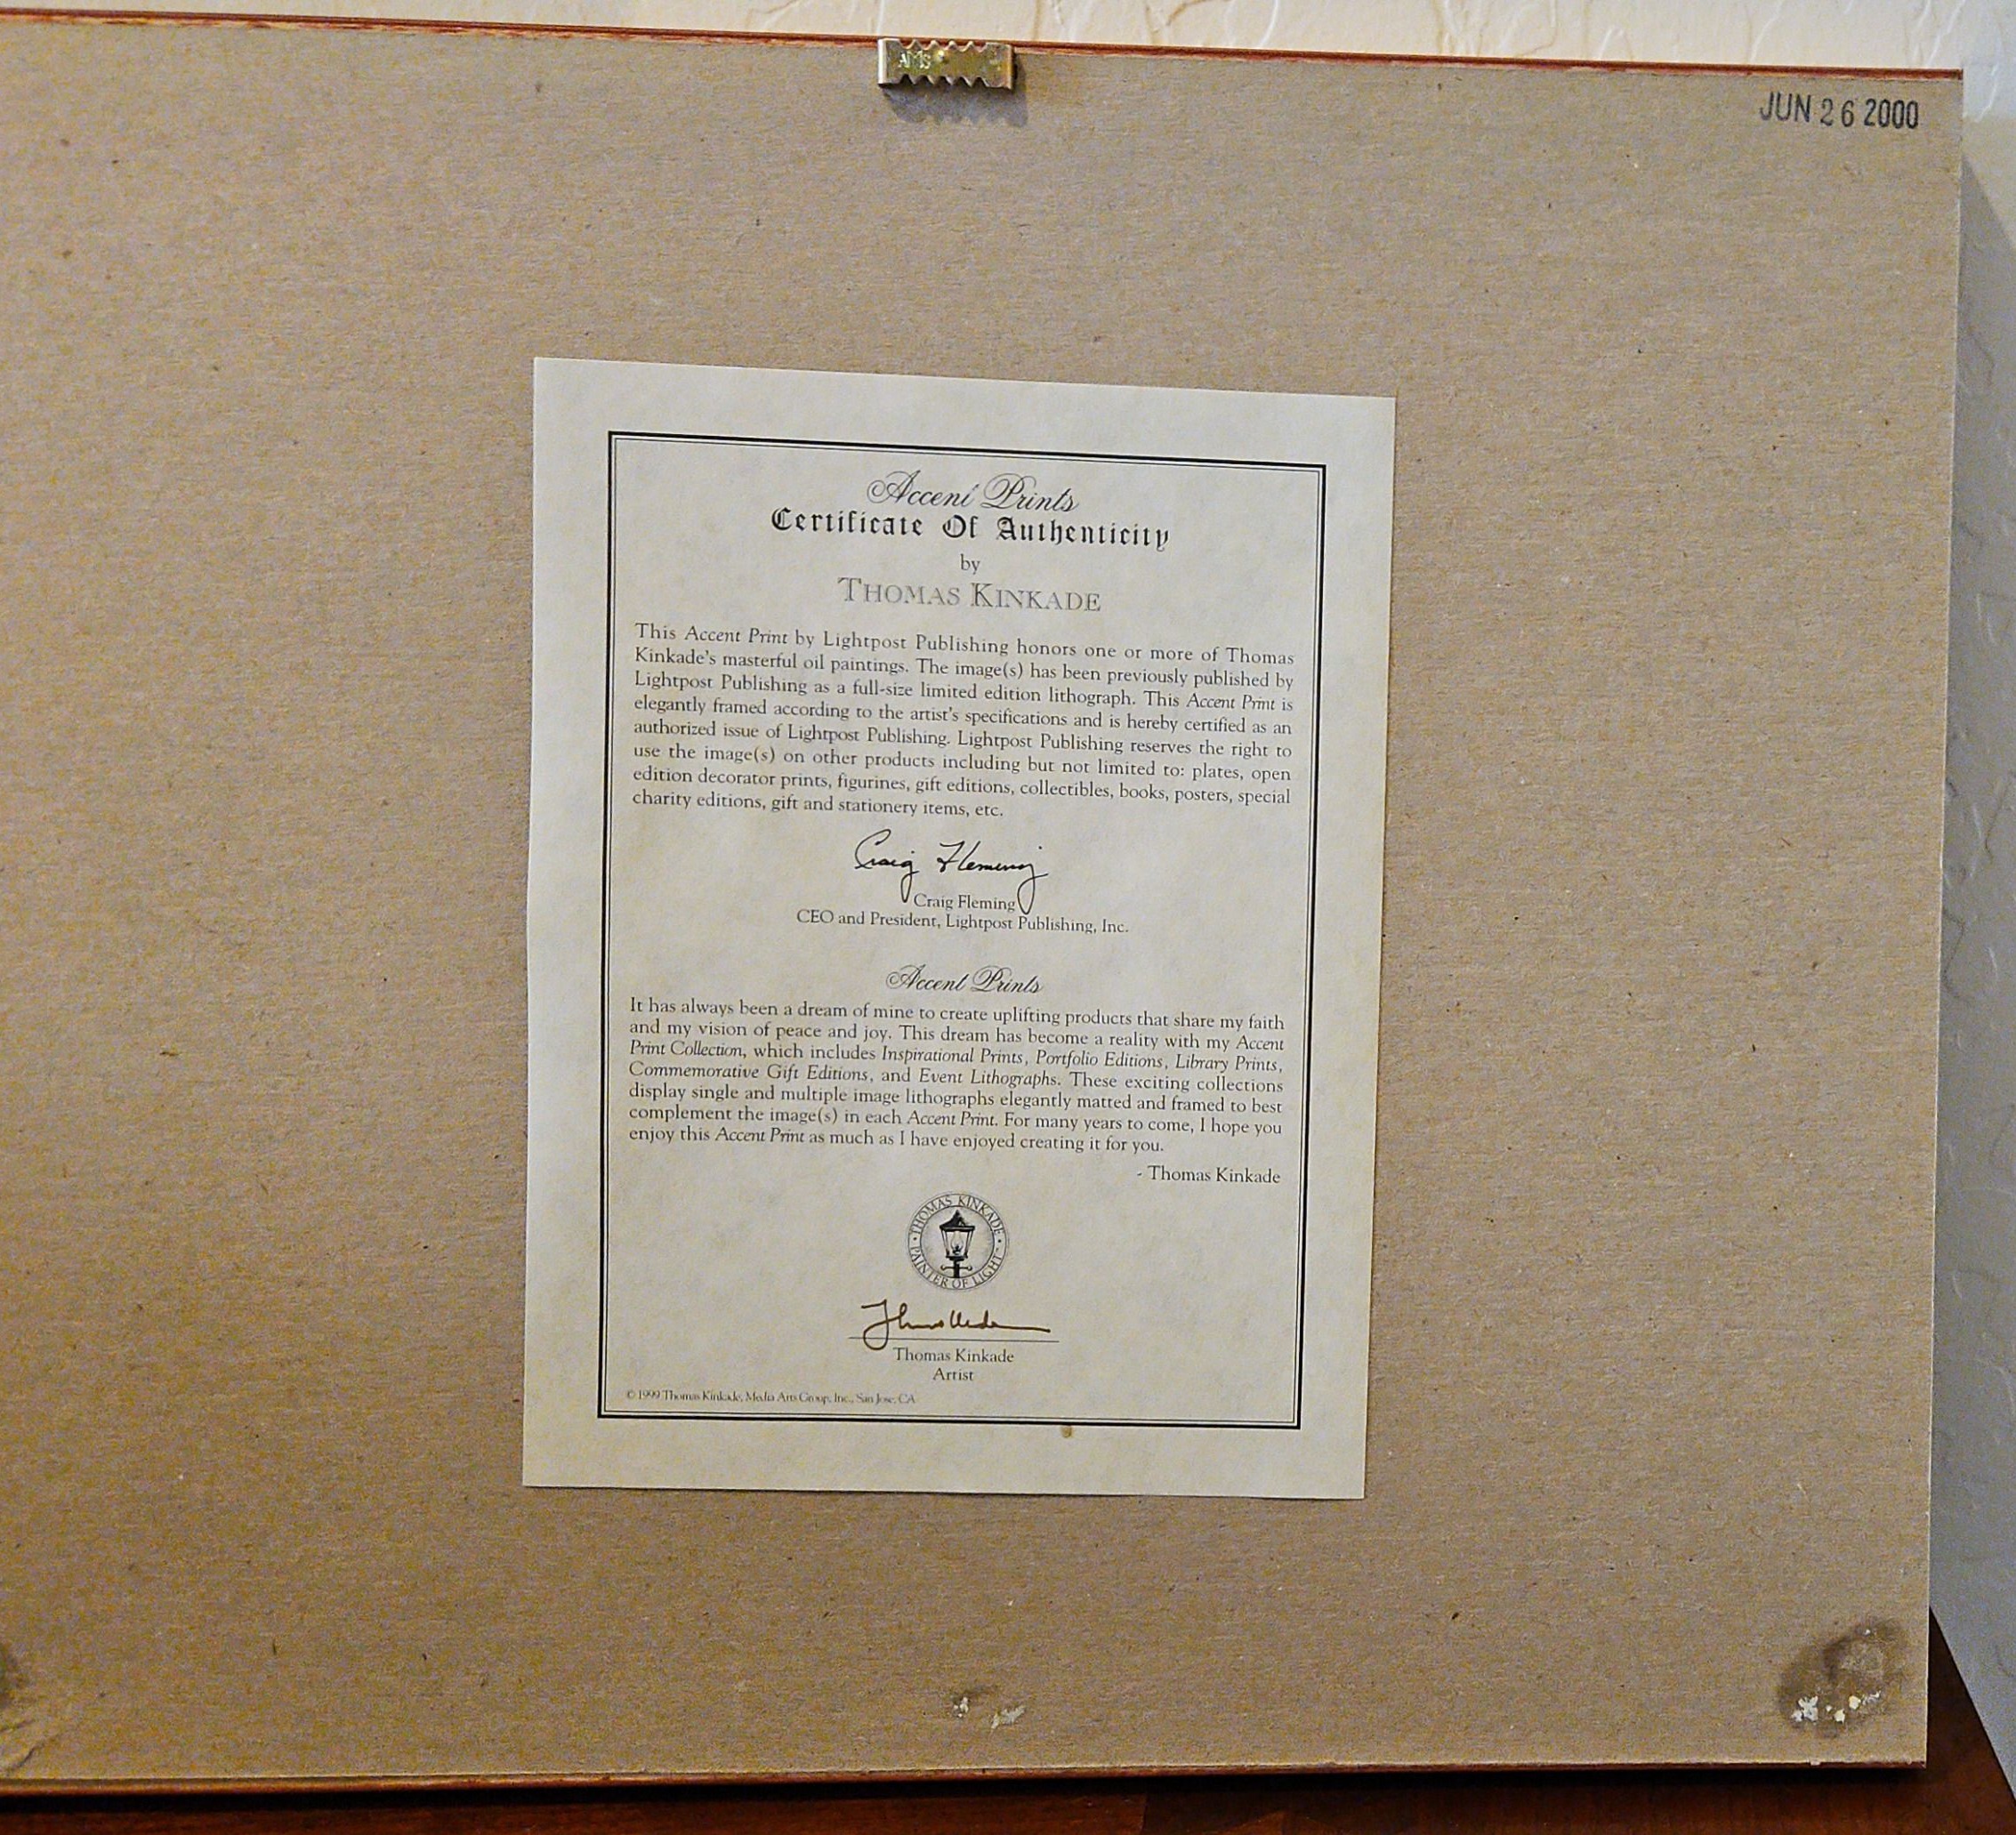 AMS
JUN 26 2000
Accent Prints
Certificate Of Authenticity
by
THOMAS KINKADE
This Accent Print by Lightpost Publishing honors one or more of Thomas
Kinkade's masterful oil paintings. The image(s) has been previously published by
Lightpost Publishing as a full-size limited edition lithograph. This Accent Print is
elegantly framed according to the artist's specifications and is hereby certified as an
authorized issue of Lightpost Publishing. Lightpost Publishing reserves the right to
use the image(s) on other products including but not limited to: plates, open
edition decorator prints, figurines, gift editions, collectibles, books, posters, special
charity editions, gift and stationery items, etc.
Craig Fleming
Craig Fleming
CEO and President, Lightpost Publishing, Inc.
Accent Prints
It has always been a dream of mine to create uplifting products that share my faith
and my vision of peace and joy. This dream has become a reality with my Accent
Print Collection, which includes Inspirational Prints, Portfolio Editions, Library Prints,
Commemorative Gift Editions, and Event Lithographs. These exciting collections
display single and multiple image lithographs elegantly matted and framed to best
complement the image(s) in each Accent Print. For many years to come, I hope you
enjoy this Accent Print as much as I have enjoyed creating it for you.
- Thomas Kinkade
THOMAS KINKADE
• PAINTER OF LIGHT •
Thomas Kinkade
Artist
© 1999 Thomas Kinkade, Media Arts Group, Inc., San Jose, CA